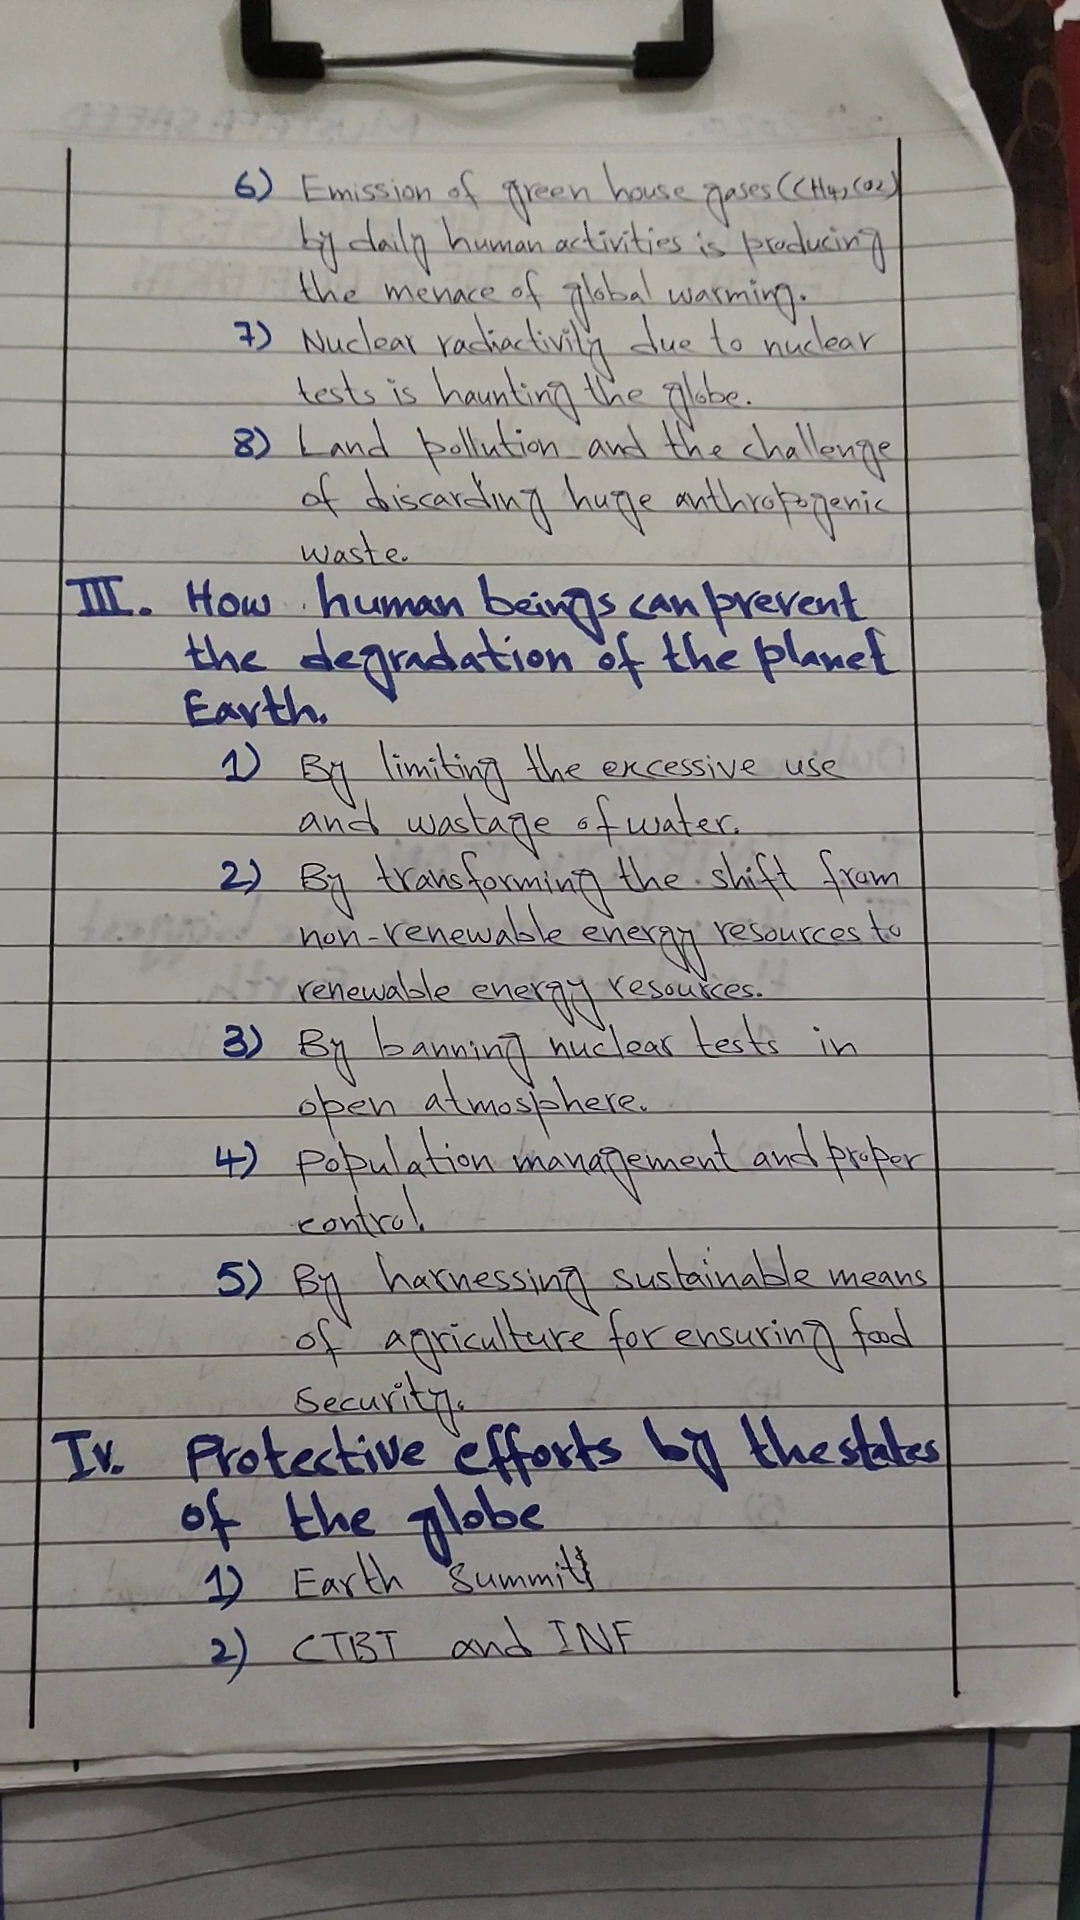 6) Emission of green house gases (CH4, CO2)
by daily human activities is producing
the menace of global warming.
7) Nuclear radiactivity due to nuclear
tests is haunting the globe.
8) Land pollution and the challenge
of discarding huge anthropogenic
waste.
III. How human beings can prevent
the degradation of the planet
Earth.
1) By limiting the excessive use
and wastage of water.
2) By transforming the shift from
non-renewable energy resources to
renewable energy resources.
3) By banning nuclear tests in
open atmosphere.
4) Population management and proper
control.
5) By harnessing sustainable means
of agriculture for ensuring food
security.
IV. Protective efforts by the states
of the globe
1) Earth Summit
2) CTBT and INF